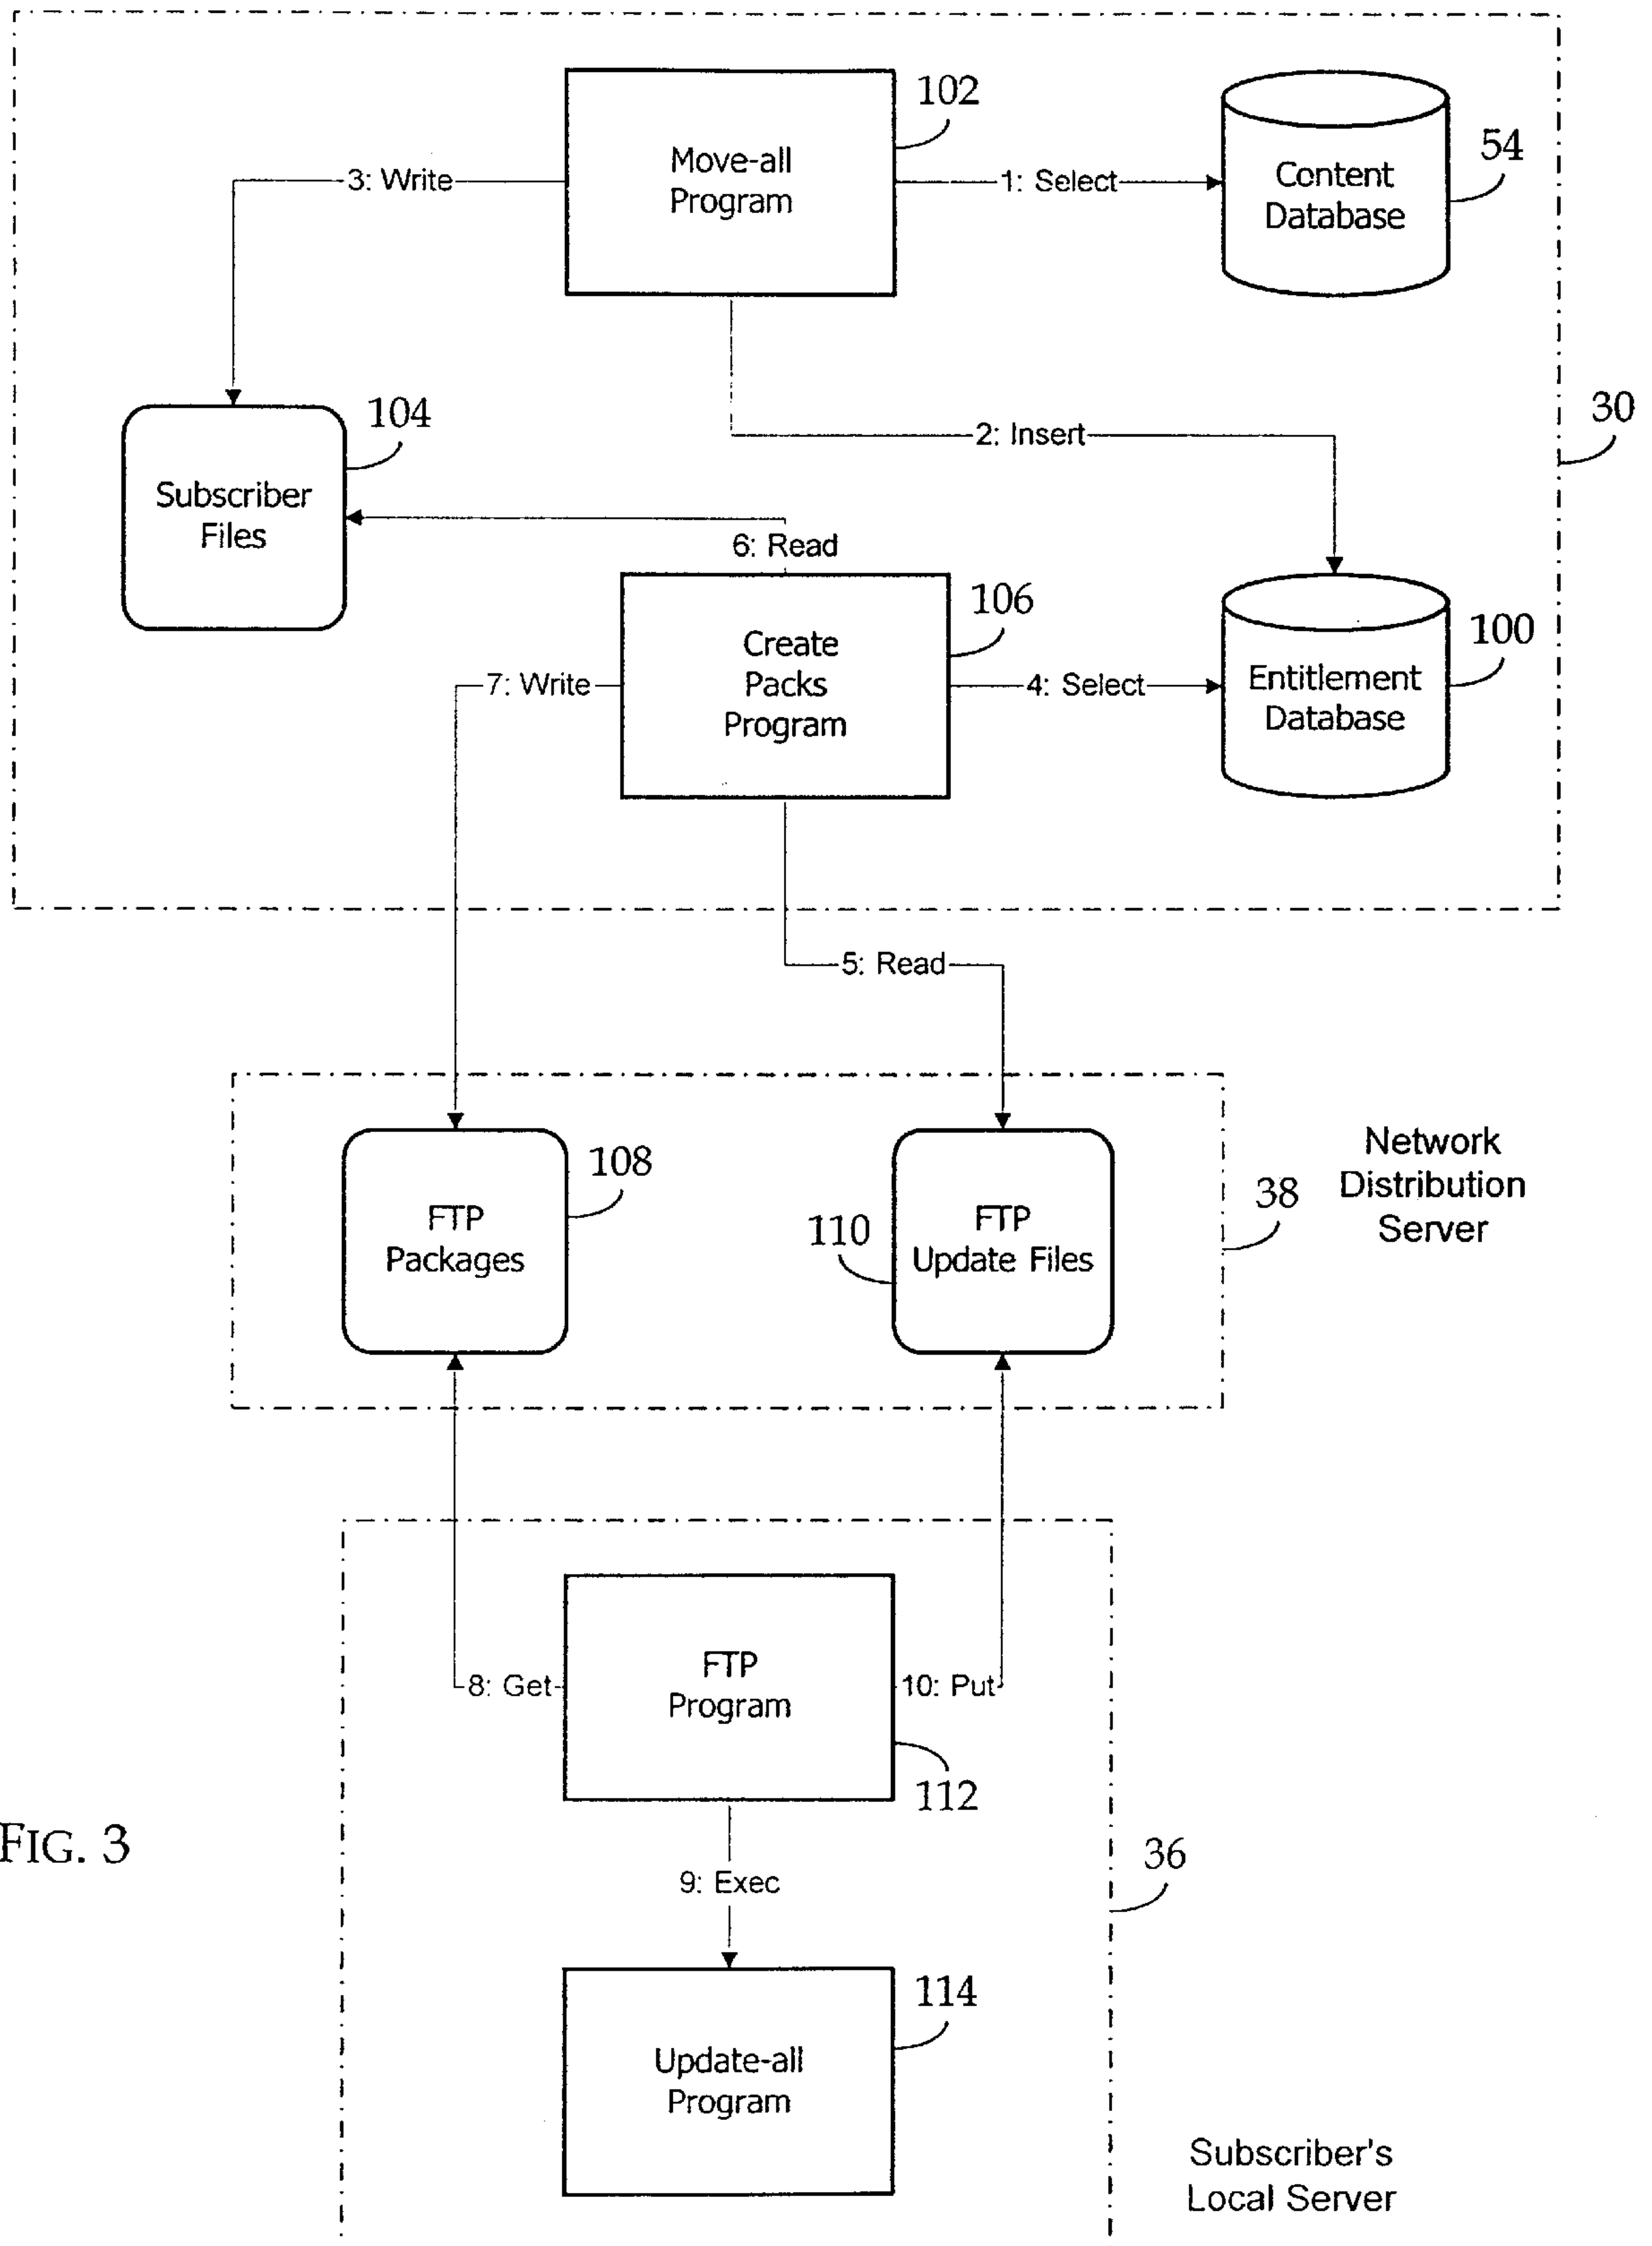 102
Move-all
Program
3: Write
1: Select
Content
Database
54
30
104
2: Insert
Subscriber
Files
6: Read
106
100
Create
Packs
Program
7: Write
4: Select
Entitlement
Database
5: Read
Network
Distribution
Server
38
108
FTP
Packages
110
FTP
Update Files
8: Get
FTP
Program
10: Put
112
FIG. 3
36
9: Exec
114
Update-all
Program
Subscriber's
Local Server